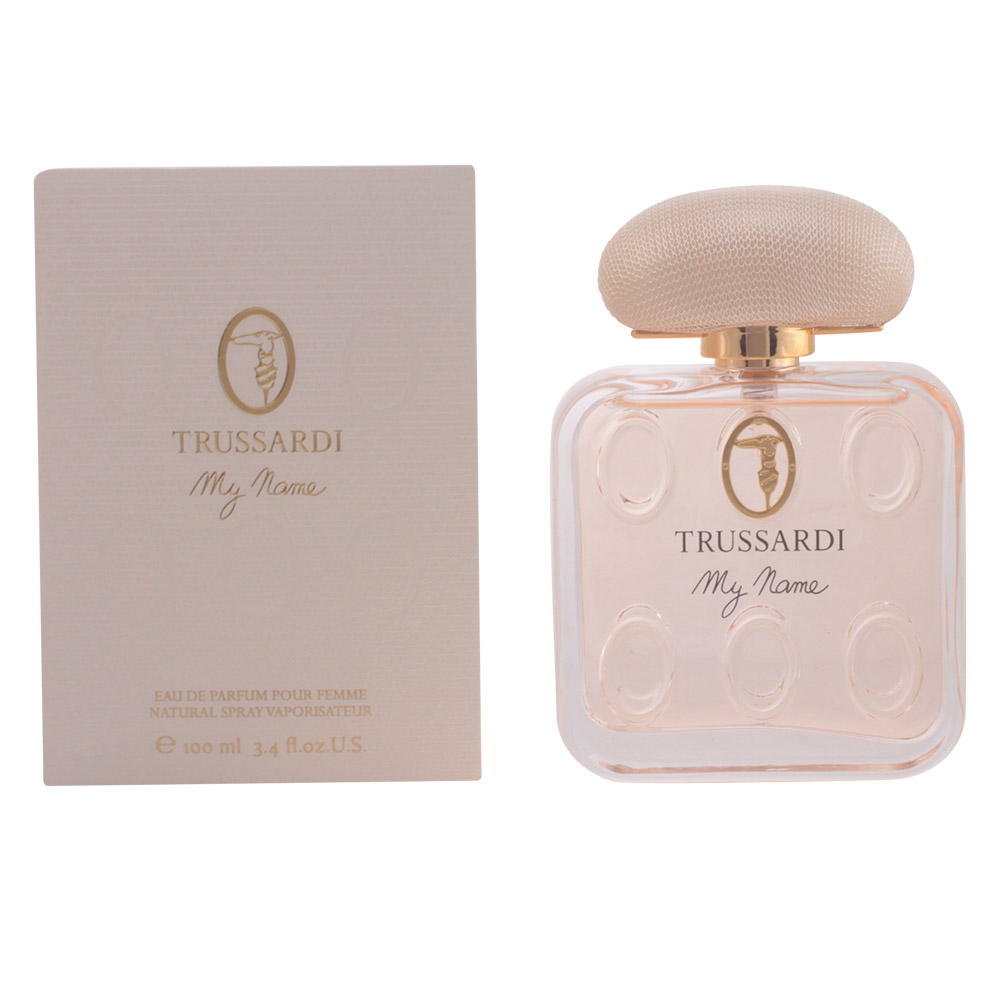 TRUSSARDI
My Name
EAU DE PARFUM POUR FEMME
NATURAL SPRAY VAPORISATEUR
℮ 100 ml 3.4 fl.oz.U.S.
TRUSSARDI
My Name